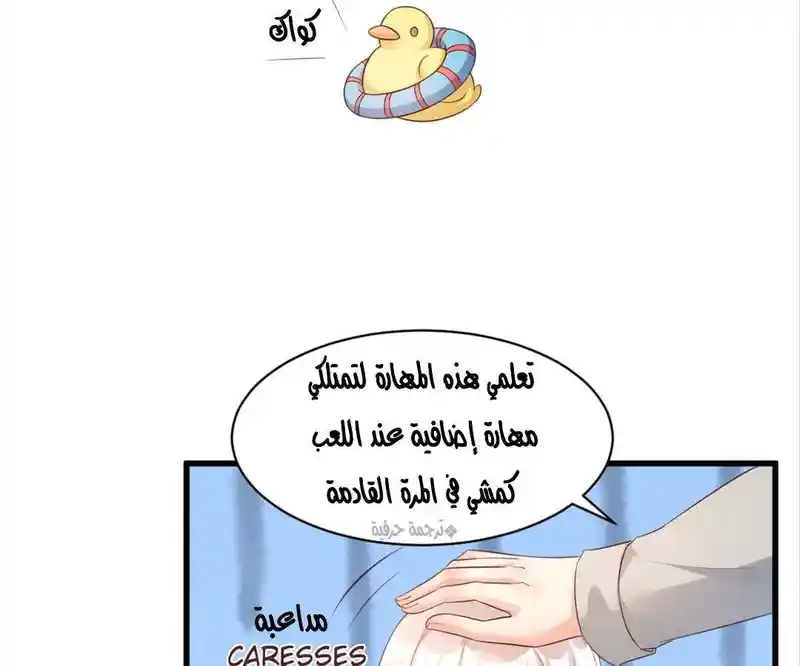 كواك
تعلمي هذه المهارة لتمتلكي
مهارة إضافية عند اللعب
كمشي في المرة القادمة
*ترجمة حرفية
مداعبة
CARESSES